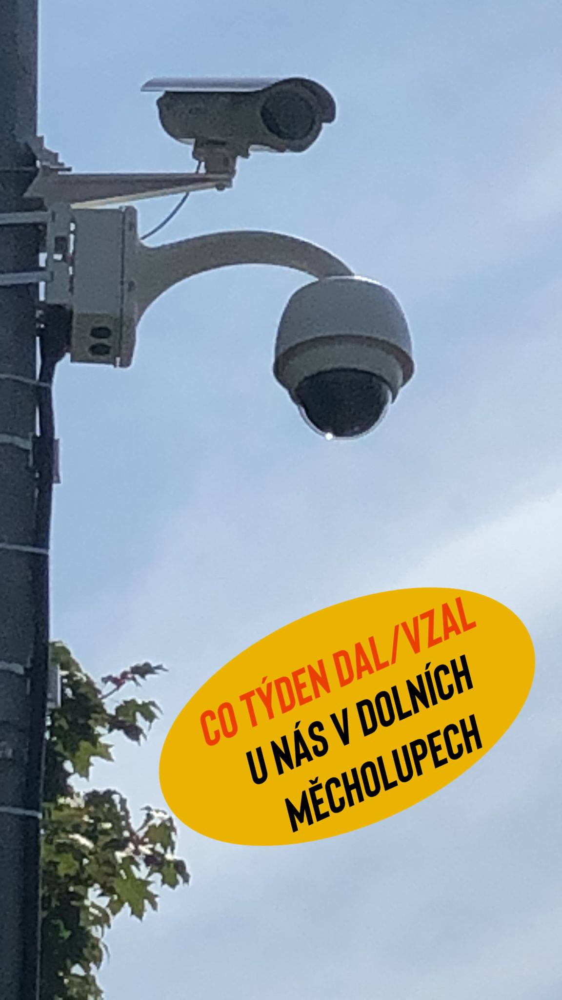 CO TÝDEN DAL/VZAL
U NÁS V DOLNÍCH
MĚCHOLUPECH